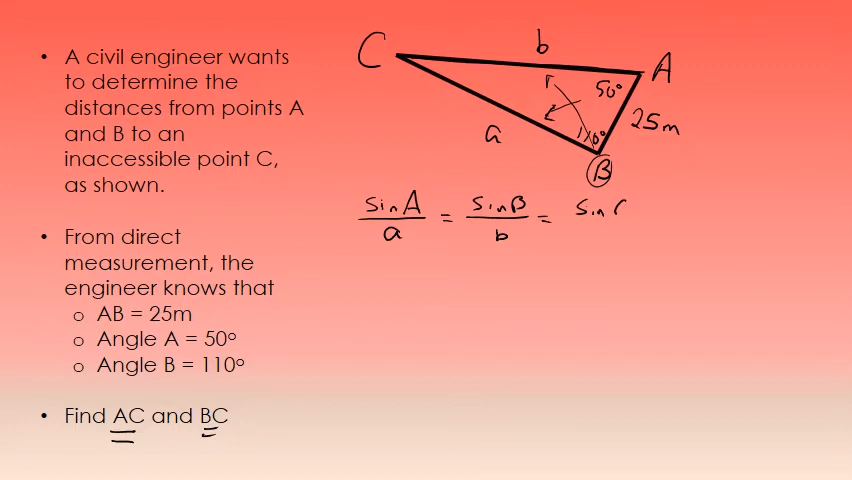 • A civil engineer wants
to determine the
distances from points A
and B to an
inaccessible point C,
as shown.
• From direct
measurement, the
engineer knows that
o AB = 25m
o Angle A = 50°
o Angle B = 110°
• Find AC and BC
C
b
A
50°
25m
a
110°
B
sin A / a = sin B / b = sin C